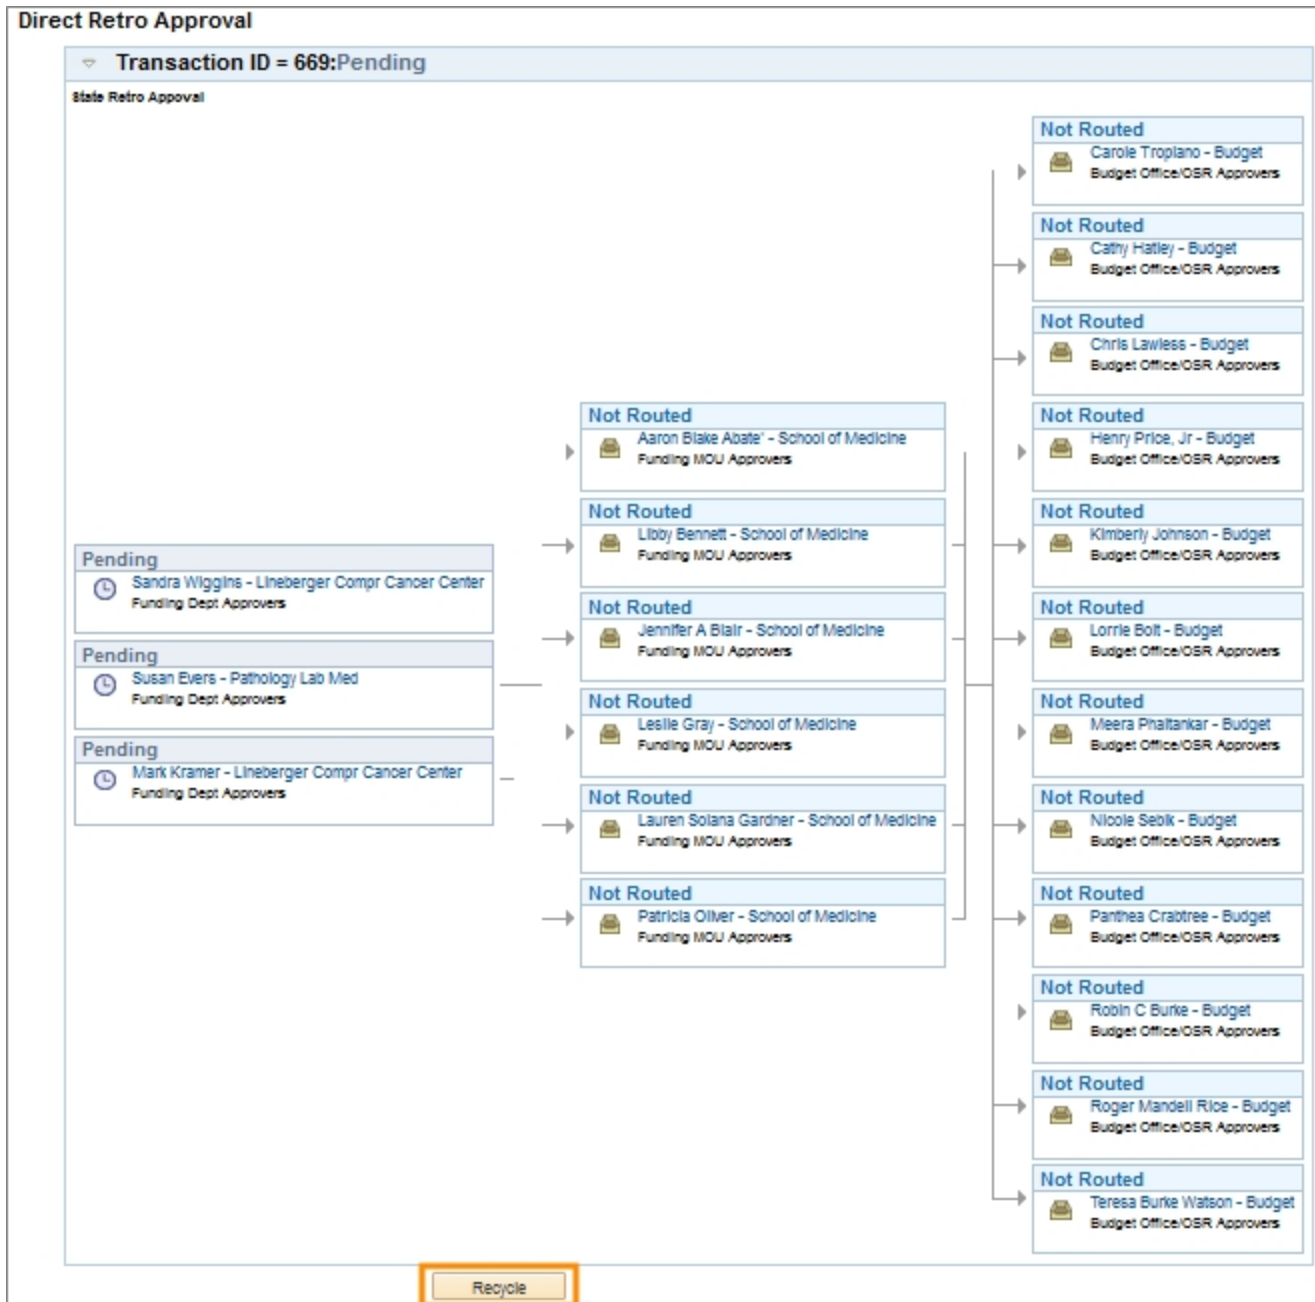 Direct Retro Approval
Transaction ID = 669:Pending
State Retro Appoval
Pending
Sandra Wiggins - Lineberger Compr Cancer Center
Funding Dept Approvers
Pending
Susan Evers - Pathology Lab Med
Funding Dept Approvers
Pending
Mark Kramer - Lineberger Compr Cancer Center
Funding Dept Approvers
Not Routed
Aaron Blake Abate' - School of Medicine
Funding MOU Approvers
Not Routed
Libby Bennett - School of Medicine
Funding MOU Approvers
Not Routed
Jennifer A Blair - School of Medicine
Funding MOU Approvers
Not Routed
Leslie Gray - School of Medicine
Funding MOU Approvers
Not Routed
Lauren Solana Gardner - School of Medicine
Funding MOU Approvers
Not Routed
Patricia Oliver - School of Medicine
Funding MOU Approvers
Not Routed
Carole Tropiano - Budget
Budget Office/OSR Approvers
Not Routed
Cathy Hatley - Budget
Budget Office/OSR Approvers
Not Routed
Chris Lawless - Budget
Budget Office/OSR Approvers
Not Routed
Henry Price, Jr - Budget
Budget Office/OSR Approvers
Not Routed
Kimberly Johnson - Budget
Budget Office/OSR Approvers
Not Routed
Lorrie Bolt - Budget
Budget Office/OSR Approvers
Not Routed
Meera Phaltankar - Budget
Budget Office/OSR Approvers
Not Routed
Nicole Sebik - Budget
Budget Office/OSR Approvers
Not Routed
Panthea Crabtree - Budget
Budget Office/OSR Approvers
Not Routed
Robin C Burke - Budget
Budget Office/OSR Approvers
Not Routed
Roger Mandell Rice - Budget
Budget Office/OSR Approvers
Not Routed
Teresa Burke Watson - Budget
Budget Office/OSR Approvers
Recycle